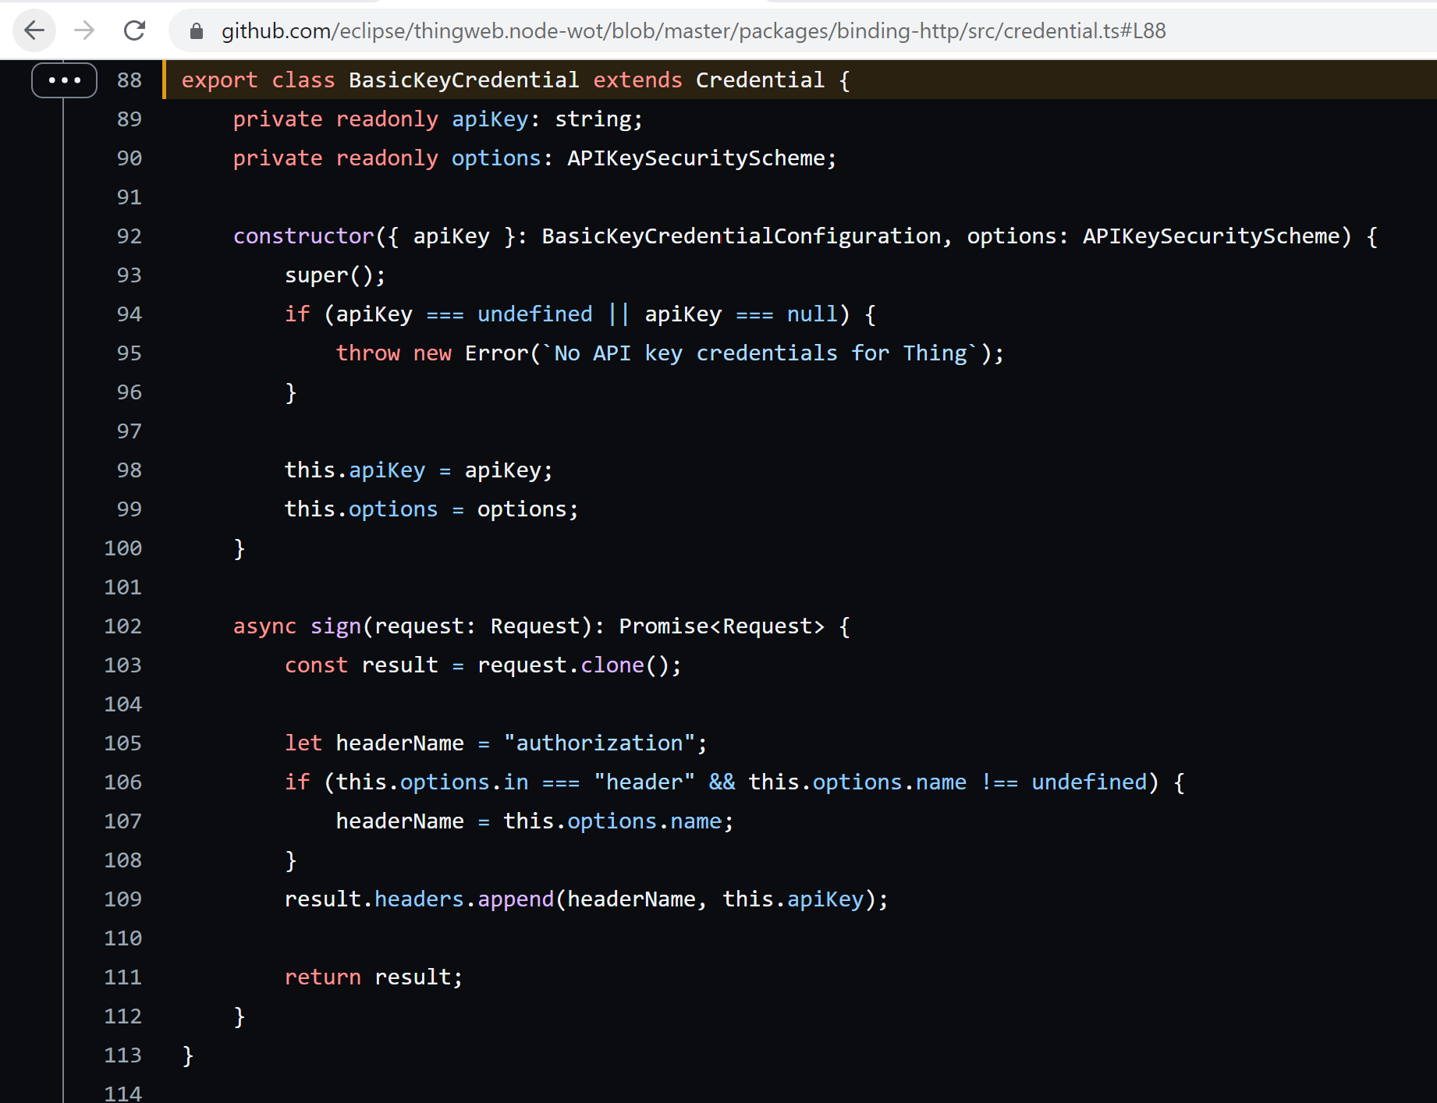 github.com/eclipse/thingweb.node-wot/blob/master/packages/binding-http/src/credential.ts#L88
88 export class BasicKeyCredential extends Credential {
89     private readonly apiKey: string;
90     private readonly options: APIKeySecurityScheme;
91
92     constructor({ apiKey }: BasicKeyCredentialConfiguration, options: APIKeySecurityScheme) {
93         super();
94         if (apiKey === undefined || apiKey === null) {
95             throw new Error(`No API key credentials for Thing`);
96         }
97
98         this.apiKey = apiKey;
99         this.options = options;
100     }
101
102     async sign(request: Request): Promise<Request> {
103         const result = request.clone();
104
105         let headerName = "authorization";
106         if (this.options.in === "header" && this.options.name !== undefined) {
107             headerName = this.options.name;
108         }
109         result.headers.append(headerName, this.apiKey);
110
111         return result;
112     }
113 }
114